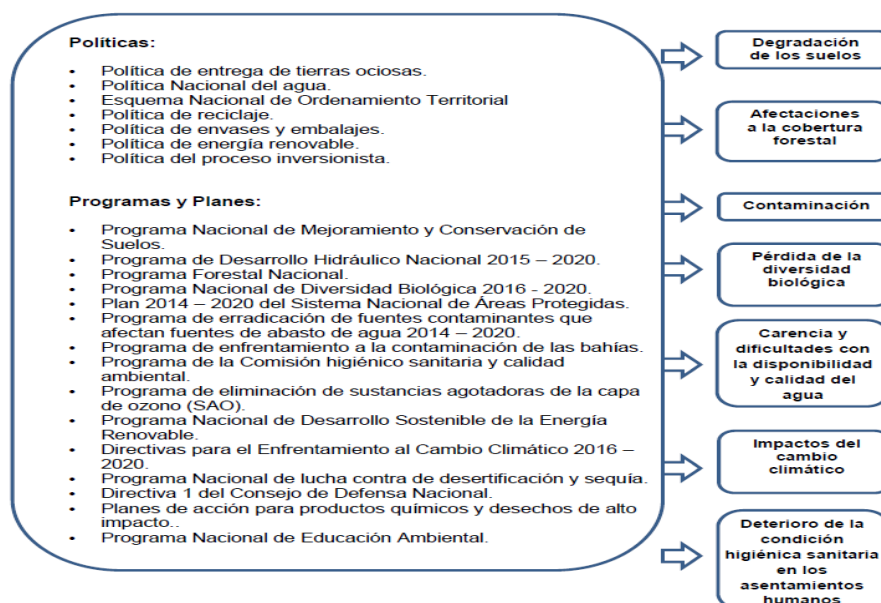 Políticas:
• Política de entrega de tierras ociosas.
• Política Nacional del agua.
• Esquema Nacional de Ordenamiento Territorial
• Política de reciclaje.
• Política de envases y embalajes.
• Política de energía renovable.
• Política del proceso inversionista.
Programas y Planes:
• Programa Nacional de Mejoramiento y Conservación de
Suelos.
• Programa de Desarrollo Hidráulico Nacional 2015 – 2020.
• Programa Forestal Nacional.
• Programa Nacional de Diversidad Biológica 2016 - 2020.
• Plan 2014 – 2020 del Sistema Nacional de Áreas Protegidas.
• Programa de erradicación de fuentes contaminantes que
afectan fuentes de abasto de agua 2014 – 2020.
• Programa de enfrentamiento a la contaminación de las bahías.
• Programa de la Comisión higiénico sanitaria y calidad
ambiental.
• Programa de eliminación de sustancias agotadoras de la capa
de ozono (SAO).
• Programa Nacional de Desarrollo Sostenible de la Energía
Renovable.
• Directivas para el Enfrentamiento al Cambio Climático 2016 –
2020.
• Programa Nacional de lucha contra de desertificación y sequía.
• Directiva 1 del Consejo de Defensa Nacional.
• Planes de acción para productos químicos y desechos de alto
impacto..
• Programa Nacional de Educación Ambiental.
Degradación
de los suelos
Afectaciones
a la cobertura
forestal
Contaminación
Pérdida de la
diversidad
biológica
Carencia y
dificultades con
la disponibilidad
y calidad del
agua
Impactos del
cambio
climático
Deterioro de la
condición
higiénica sanitaria
en los
asentamientos
humanos